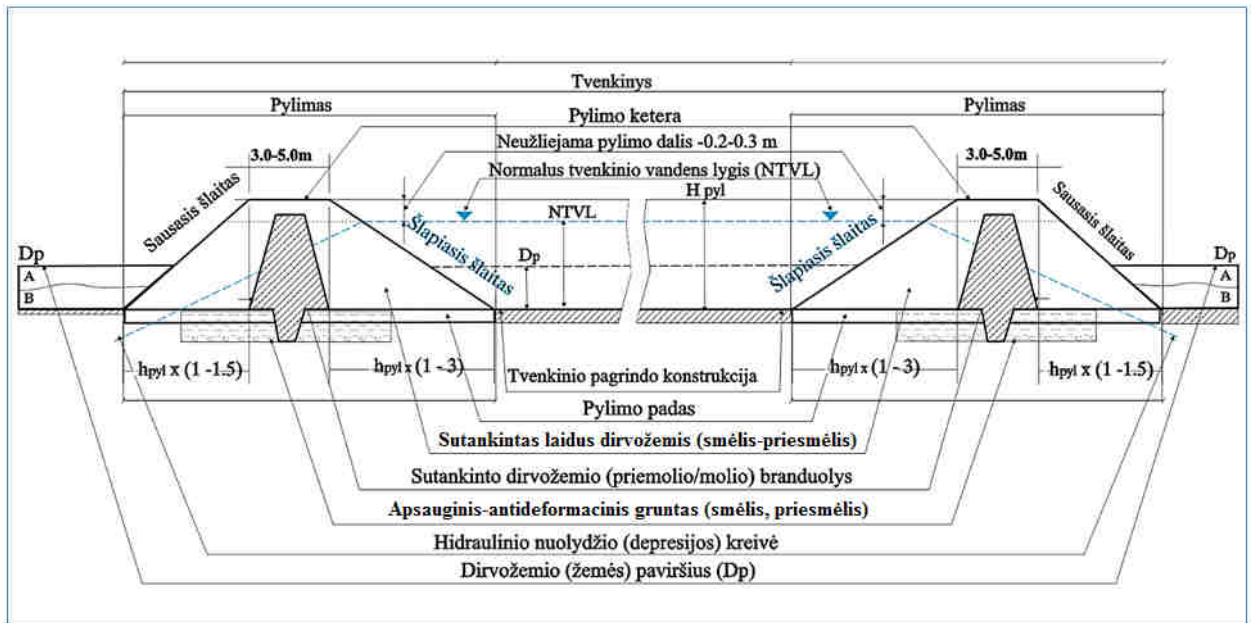 Tvenkinys
Pylimas
Pylimas
Pylimo ketera
Neužliejama pylimo dalis -0.2-0.3 m
3.0-5.0m
3.0-5.0m
Normalus tvenkinio vandens lygis (NTVL)
H pyl
NTVL
Sausasis šlaitas
Šlapiasis šlaitas
Šlapiasis šlaitas
Sausasis šlaitas
Dp
Dp
Dp
A
B
A
B
hpyl x (1 -1.5)
hpyl x (1 - 3)
hpyl x (1 - 3)
hpyl x (1 -1.5)
Tvenkinio pagrindo konstrukcija
Pylimo padas
Sutankintas laidus dirvožemis (smėlis-priesmėlis)
Sutankinto dirvožemio (priemolio/molio) branduolys
Apsauginis-antideformacinis gruntas (smėlis, priesmėlis)
Hidraulinio nuolydžio (depresijos) kreivė
Dirvožemio (žemės) paviršius (Dp)